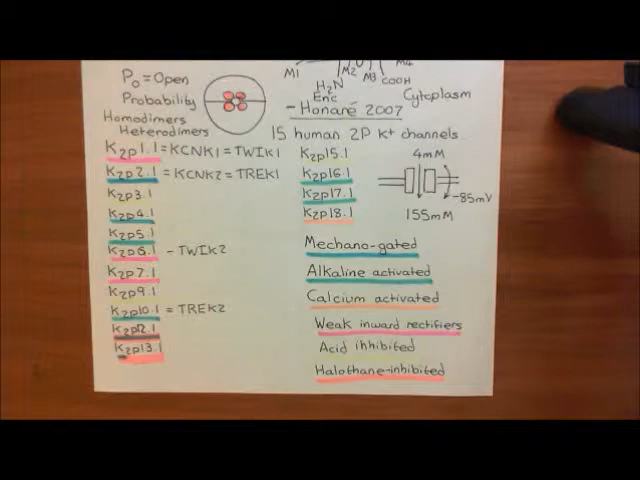 M1
M2
M3
M4
H2N
COOH
Enc
Cytoplasm
Po = Open
Probability
Homodimers
Heterodimers
- Honoré 2007
15 human 2P K+ channels
K2p1.1 = KCNK1 = TWIK1
K2p2.1 = KCNK2 = TREK1
K2p3.1
K2p4.1
K2p5.1
K2p6.1 - TWIK2
K2p7.1
K2p9.1
K2p10.1 = TREK2
K2p12.1
K2p13.1
K2p15.1
K2p16.1
K2p17.1
K2p18.1
4mM
-85mV
155mM
Mechano-gated
Alkaline activated
Calcium activated
Weak inward rectifiers
Acid inhibited
Halothane-inhibited